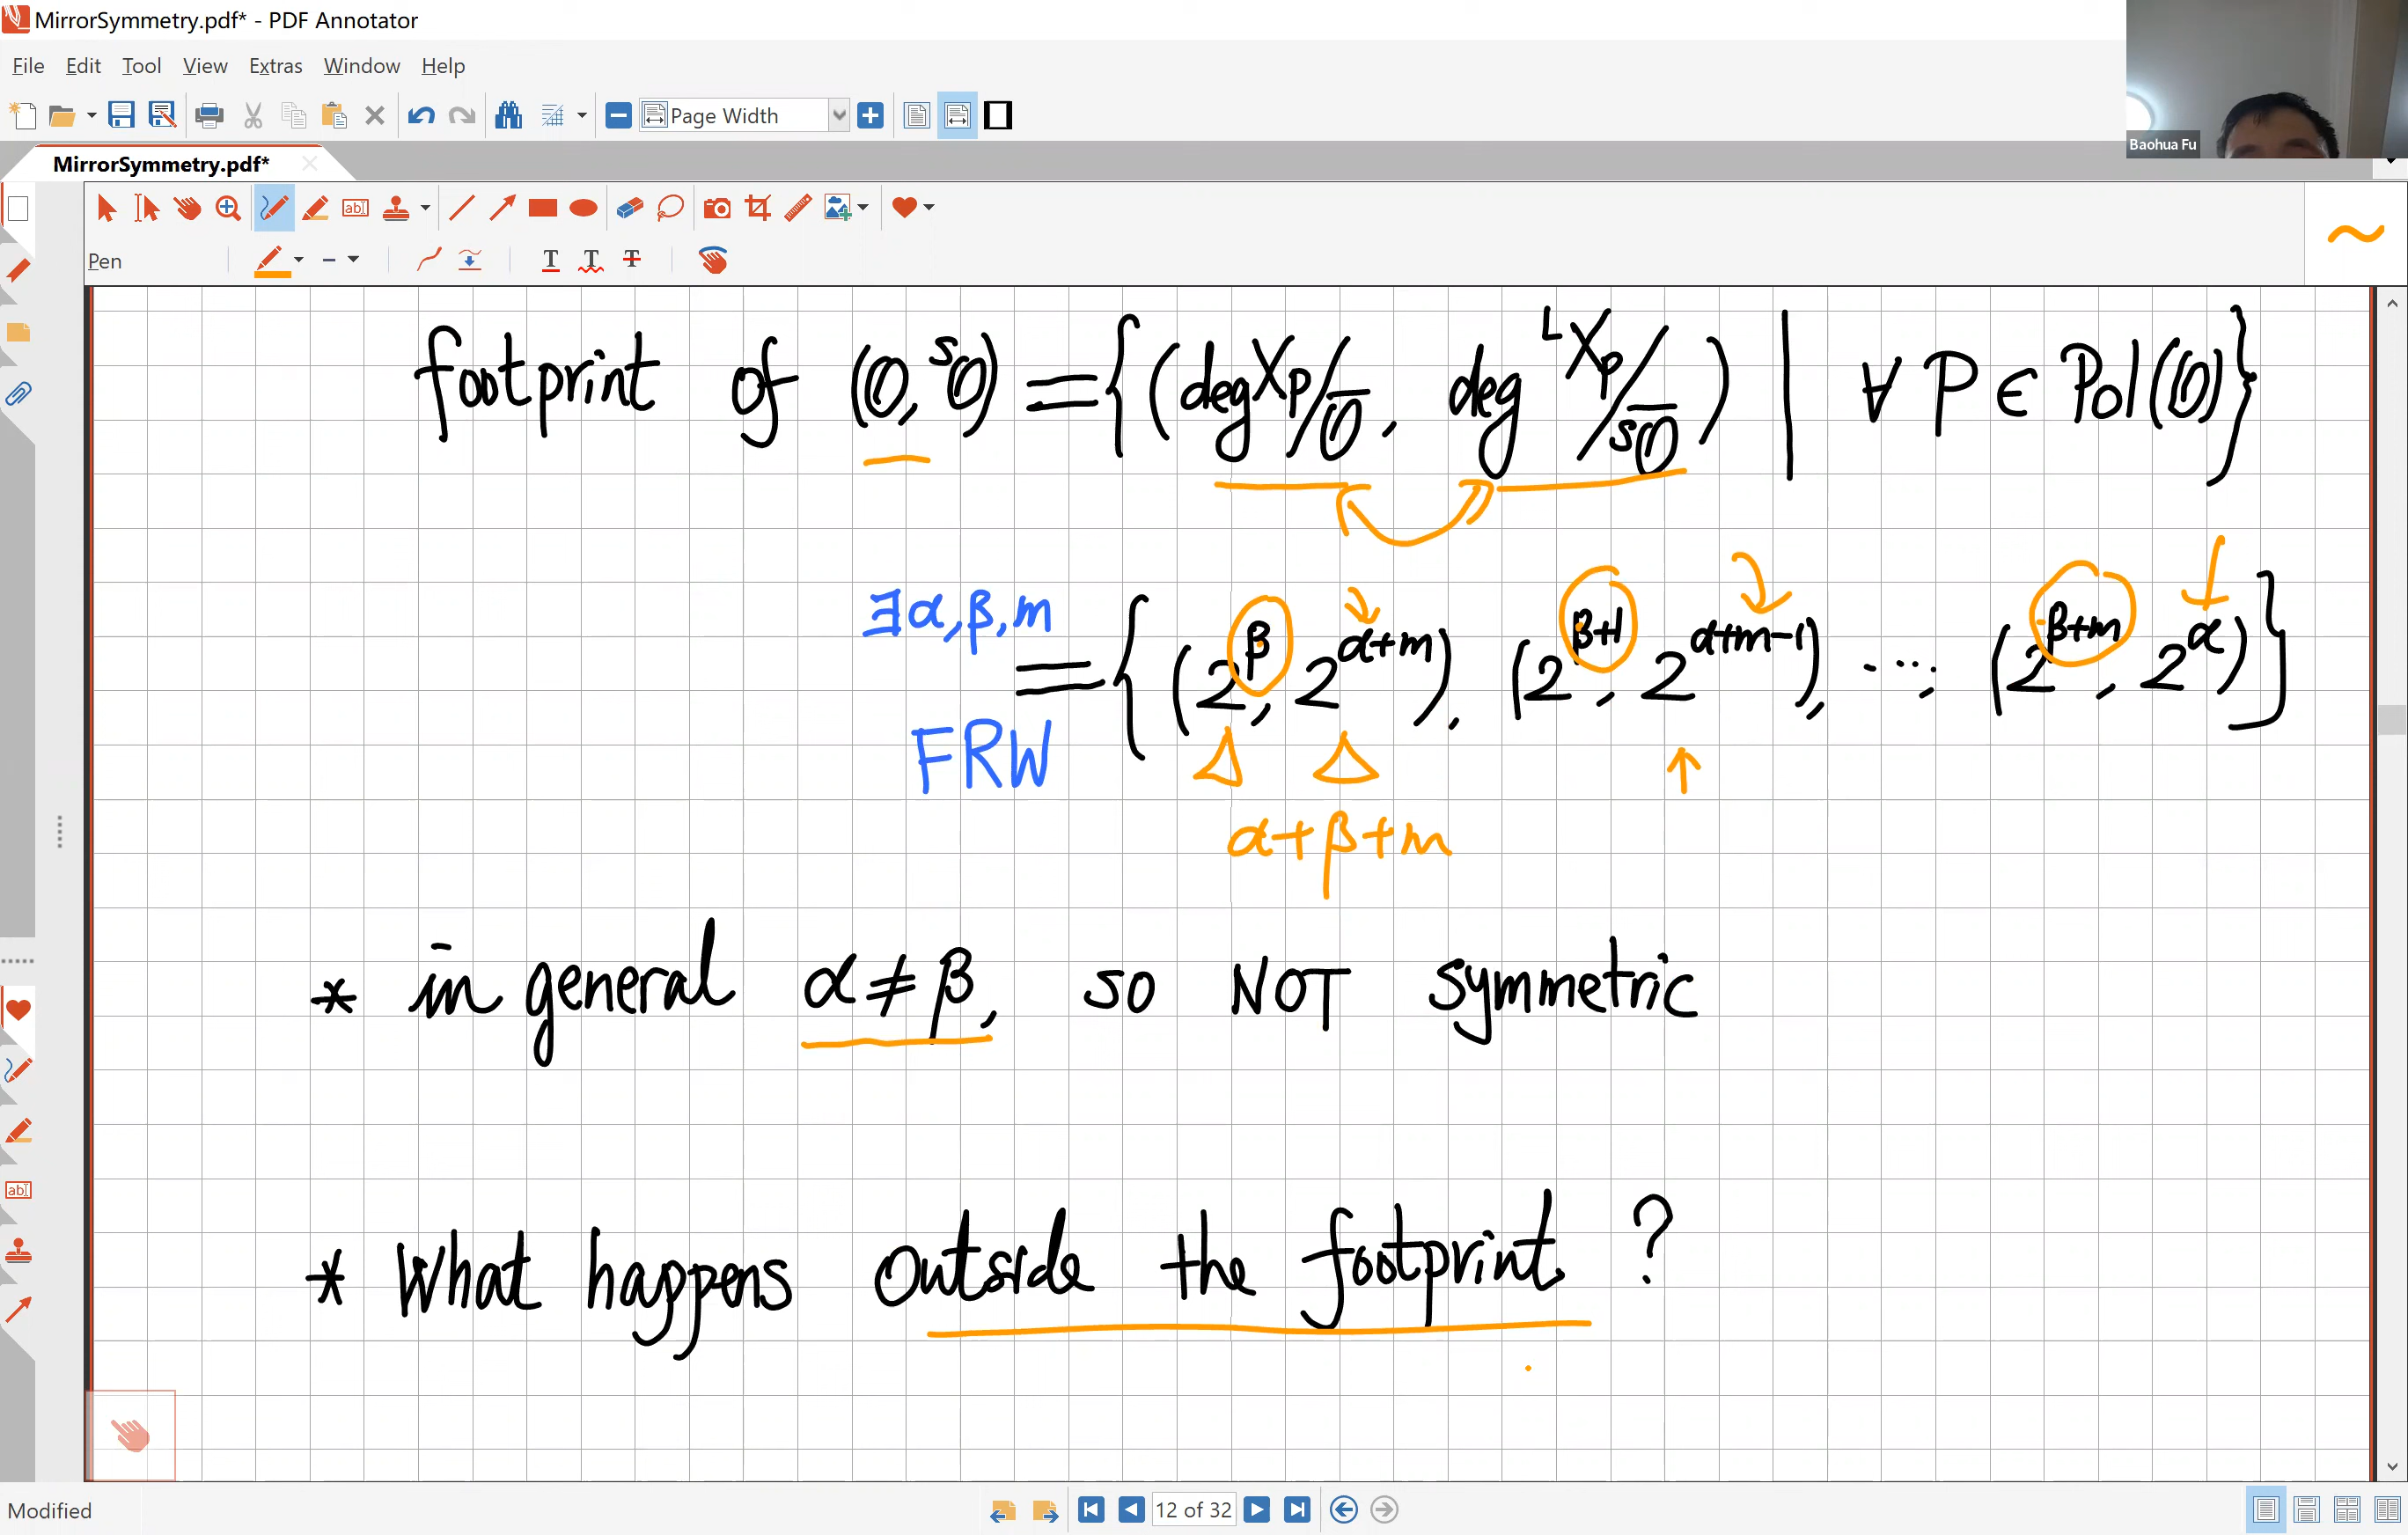 MirrorSymmetry.pdf* - PDF Annotator
File Edit Tool View Extras Window Help
Page Width
Baohua Fu
MirrorSymmetry.pdf*
Pen
footprint of (O, ˢO) = { (deg X_P/Ō, deg ᴸX_P/ˢŌ) | ∀ P ∈ Pol(O) }
∃ α, β, m
= { (2^β, 2^{α+m}), (2^{β+1}, 2^{α+m-1}), ..., (2^{β+m}, 2^α) }
FRW
α+β+m
* in general α ≠ β, so NOT symmetric
* What happens outside the footprint ?
Modified
12 of 32